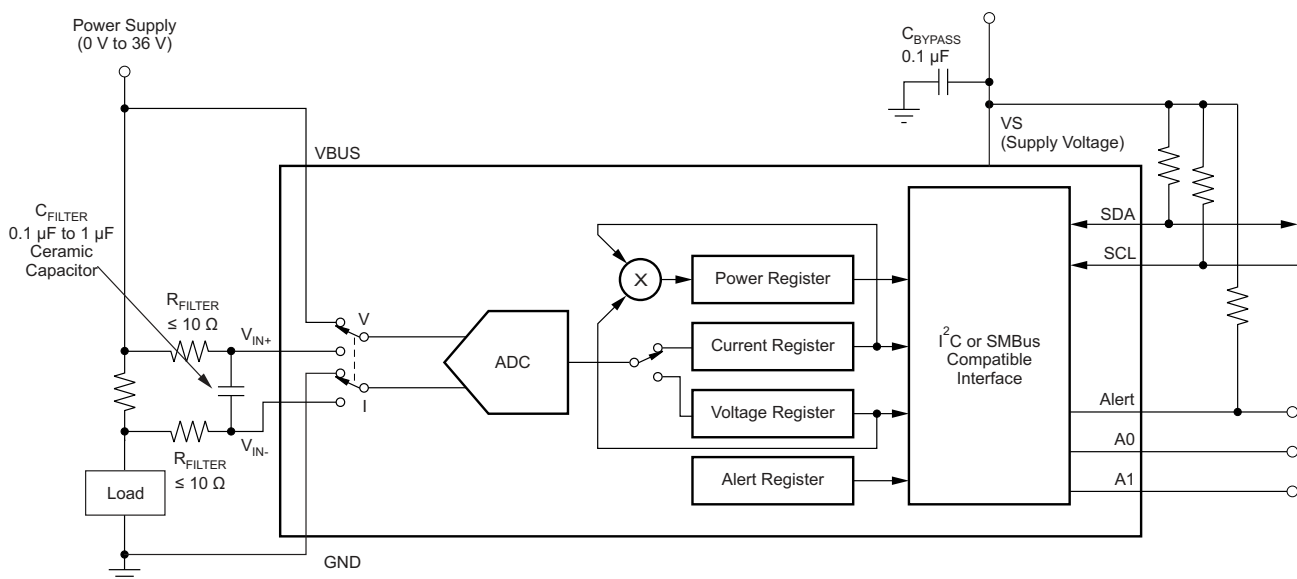 Power Supply
(0 V to 36 V)
C_BYPASS
0.1 µF
VS
(Supply Voltage)
VBUS
C_FILTER
0.1 µF to 1 µF
Ceramic
Capacitor
R_FILTER
≤ 10 Ω
V_IN+
V
I
V_IN-
R_FILTER
≤ 10 Ω
Load
GND
ADC
X
Power Register
Current Register
Voltage Register
Alert Register
I²C or SMBus
Compatible
Interface
SDA
SCL
Alert
A0
A1